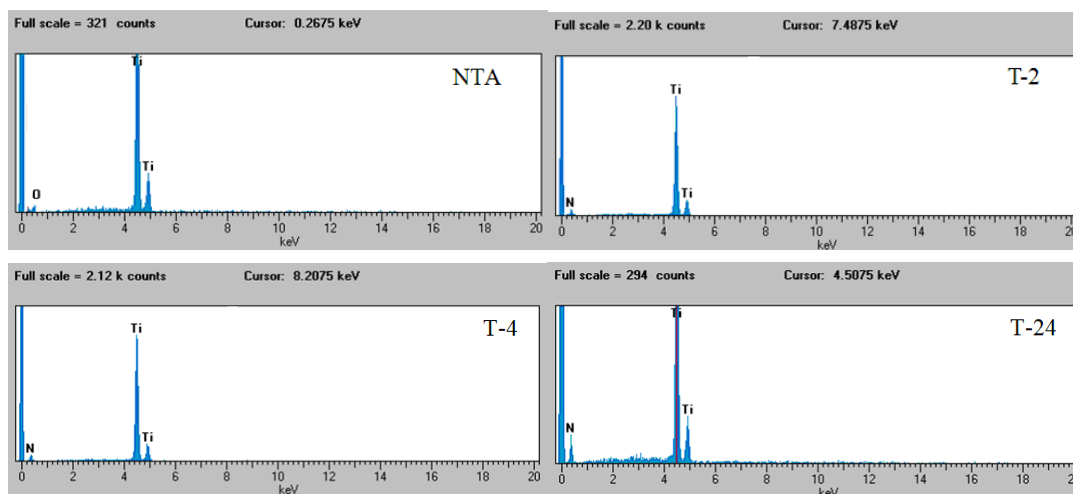 Full scale = 321 counts Cursor: 0.2675 keV
Ti
NTA
Ti
O
0 2 4 6 8 10 12 14 16 18 20
keV
Full scale = 2.20 k counts Cursor: 7.4875 keV
Ti
T-2
Ti
N
0 2 4 6 8 10 12 14 16 18 20
keV
Full scale = 2.12 k counts Cursor: 8.2075 keV
Ti
T-4
Ti
N
0 2 4 6 8 10 12 14 16 18 20
keV
Full scale = 294 counts Cursor: 4.5075 keV
Ti
T-24
Ti
N
0 2 4 6 8 10 12 14 16 18 20
keV